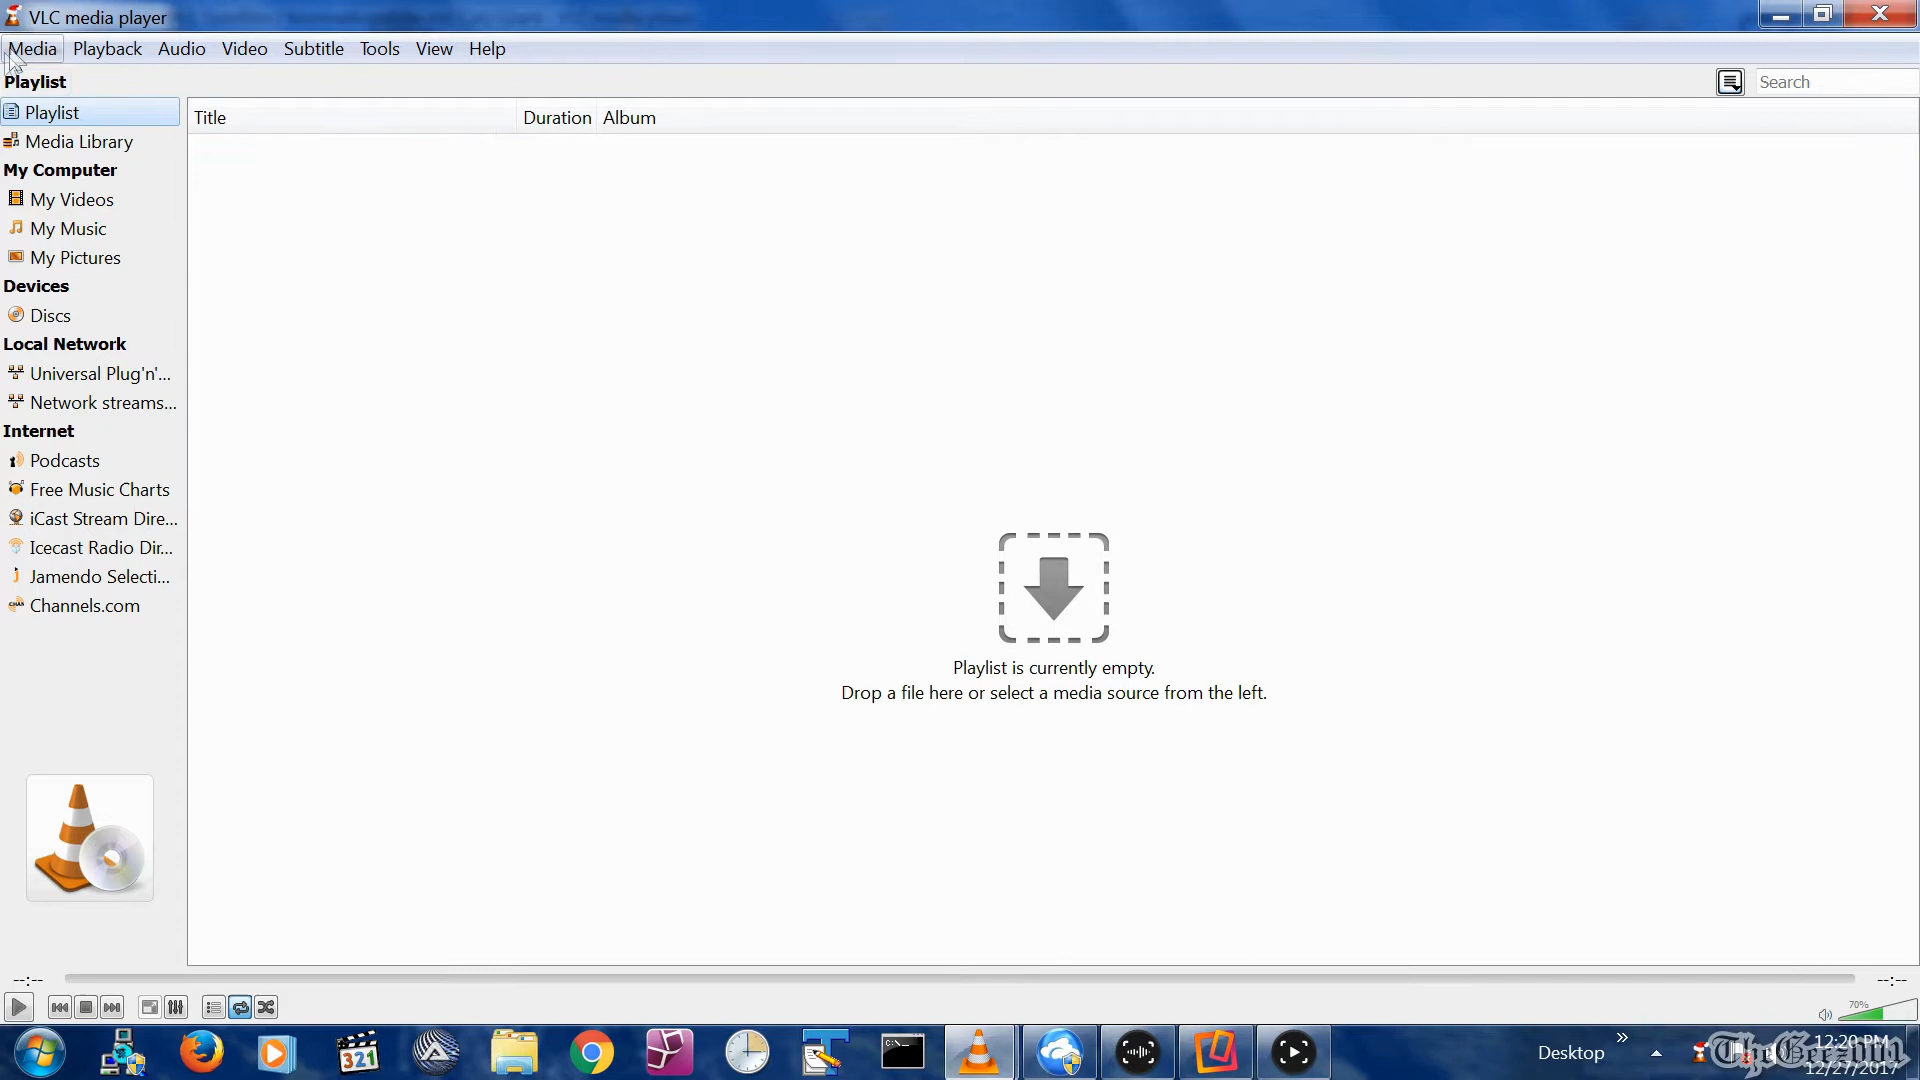 VLC media player
Media Playback Audio Video Subtitle Tools View Help
Playlist
Search
Playlist
Media Library
My Computer
My Videos
My Music
My Pictures
Devices
Discs
Local Network
Universal Plug'n'...
Network streams...
Internet
Podcasts
Free Music Charts
iCast Stream Dire...
Icecast Radio Dir...
Jamendo Selecti...
Channels.com
Title Duration Album
Playlist is currently empty.
Drop a file here or select a media source from the left.
--:-- --:--
70%
321
C:\
Desktop
12:20 PM
12/27/2017